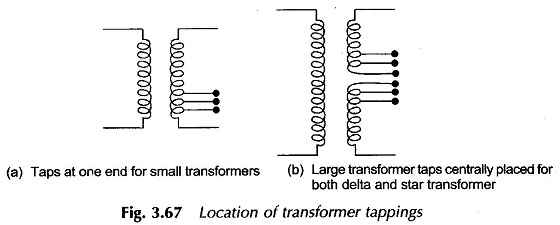 (a) Taps at one end for small transformers
(b) Large transformer taps centrally placed for
both delta and star transformer
Fig. 3.67 Location of transformer tappings